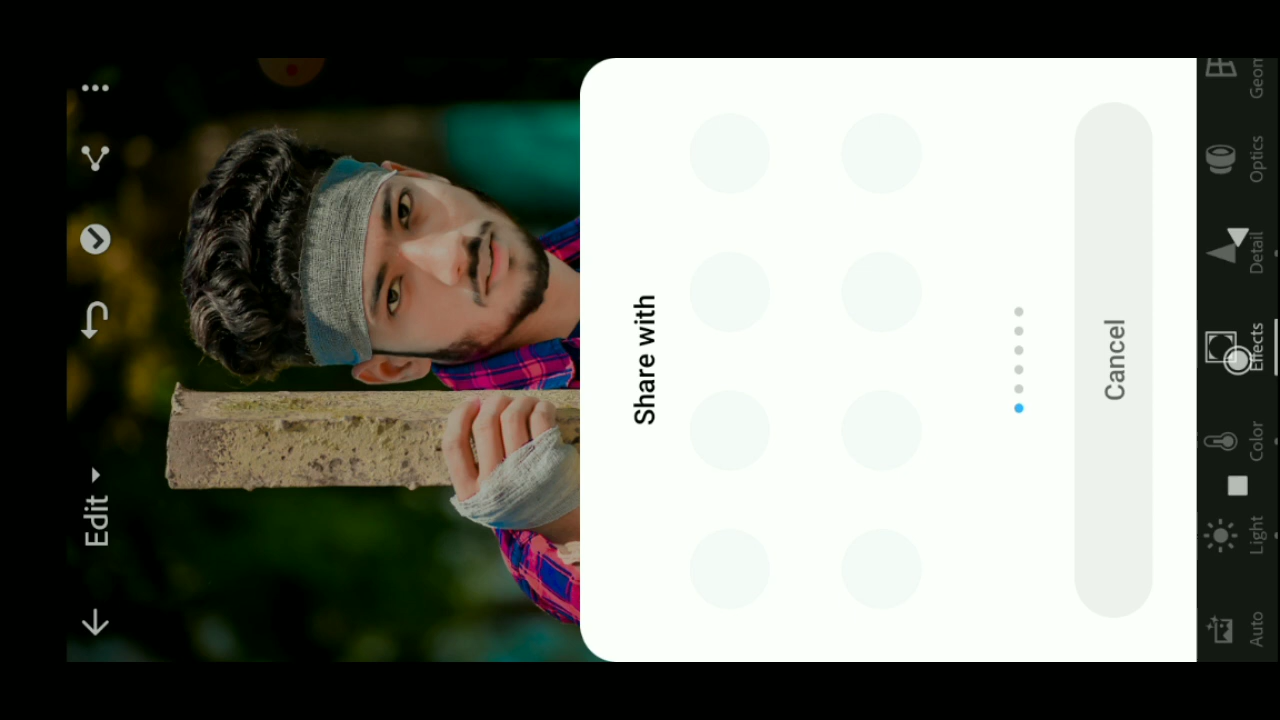 Edit
Share with
Cancel
Auto
Light
Color
Effects
Detail
Optics
Geom